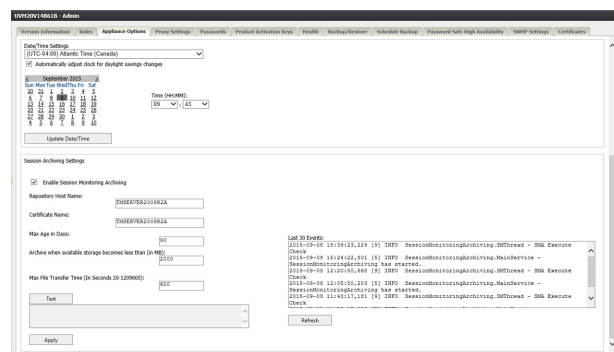 UVM20V14B61B - Admin
Version Information Roles Appliance Options Proxy Settings Passwords Product Activation Keys Health Backup/Restore Schedule Backup Password Safe High Availability SNMP Settings Certificates
Date/Time Settings
(UTC-04:00) Atlantic Time (Canada)
Automatically adjust clock for daylight savings changes
< September 2015 >
Sun Mon Tue Wed Thu Fri Sat
30 31 1 2 3 4 5
6 7 8 9 10 11 12
13 14 15 16 17 18 19
20 21 22 23 24 25 26
27 28 29 30 1 2 3
4 5 6 7 8 9 10
Time (HH:MM):
09 : 43
Update Date/Time
Session Archiving Settings
Enable Session Monitoring Archiving
Repository Host Name:
TMSERVER2008R2A
Certificate Name:
TMSERVER2008R2A
Max Age in Days:
90
Archive when available storage becomes less than (in MB):
2000
Max File Transfer Time (In Seconds 20-1209600):
600
Test
Apply
Last 30 Events:
2015-09-08 15:39:23,224 [9] INFO SessionMonitoringArchiving.SMThread - SMA Execute
Check
2015-09-08 15:24:22,801 [5] INFO SessionMonitoringArchiving.MainService -
SessionMonitoringArchiving has started.
2015-09-08 12:20:50,668 [9] INFO SessionMonitoringArchiving.SMThread - SMA Execute
Check
2015-09-08 12:05:50,203 [5] INFO SessionMonitoringArchiving.MainService -
SessionMonitoringArchiving has started.
2015-09-08 11:43:17,181 [9] INFO SessionMonitoringArchiving.SMThread - SMA Execute
Check
Refresh